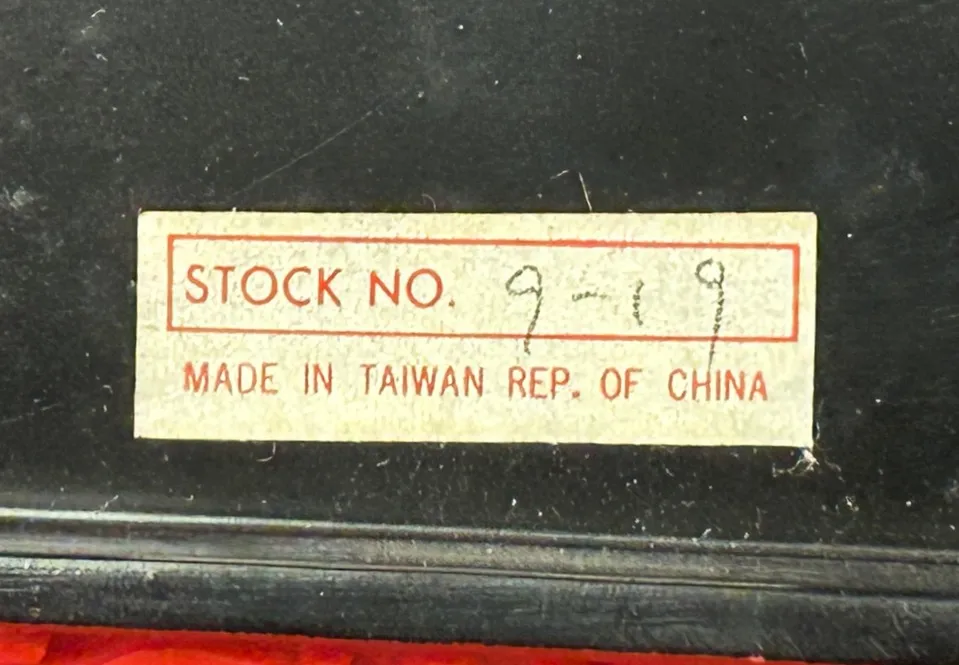 STOCK NO. 9-19
MADE IN TAIWAN REP. OF CHINA